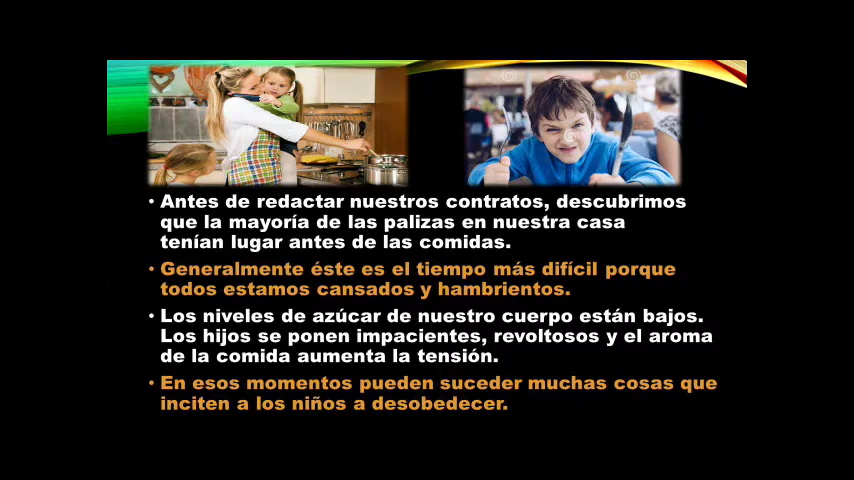 • Antes de redactar nuestros contratos, descubrimos
que la mayoría de las palizas en nuestra casa
tenían lugar antes de las comidas.
• Generalmente éste es el tiempo más difícil porque
todos estamos cansados y hambrientos.
• Los niveles de azúcar de nuestro cuerpo están bajos.
Los hijos se ponen impacientes, revoltosos y el aroma
de la comida aumenta la tensión.
• En esos momentos pueden suceder muchas cosas que
inciten a los niños a desobedecer.